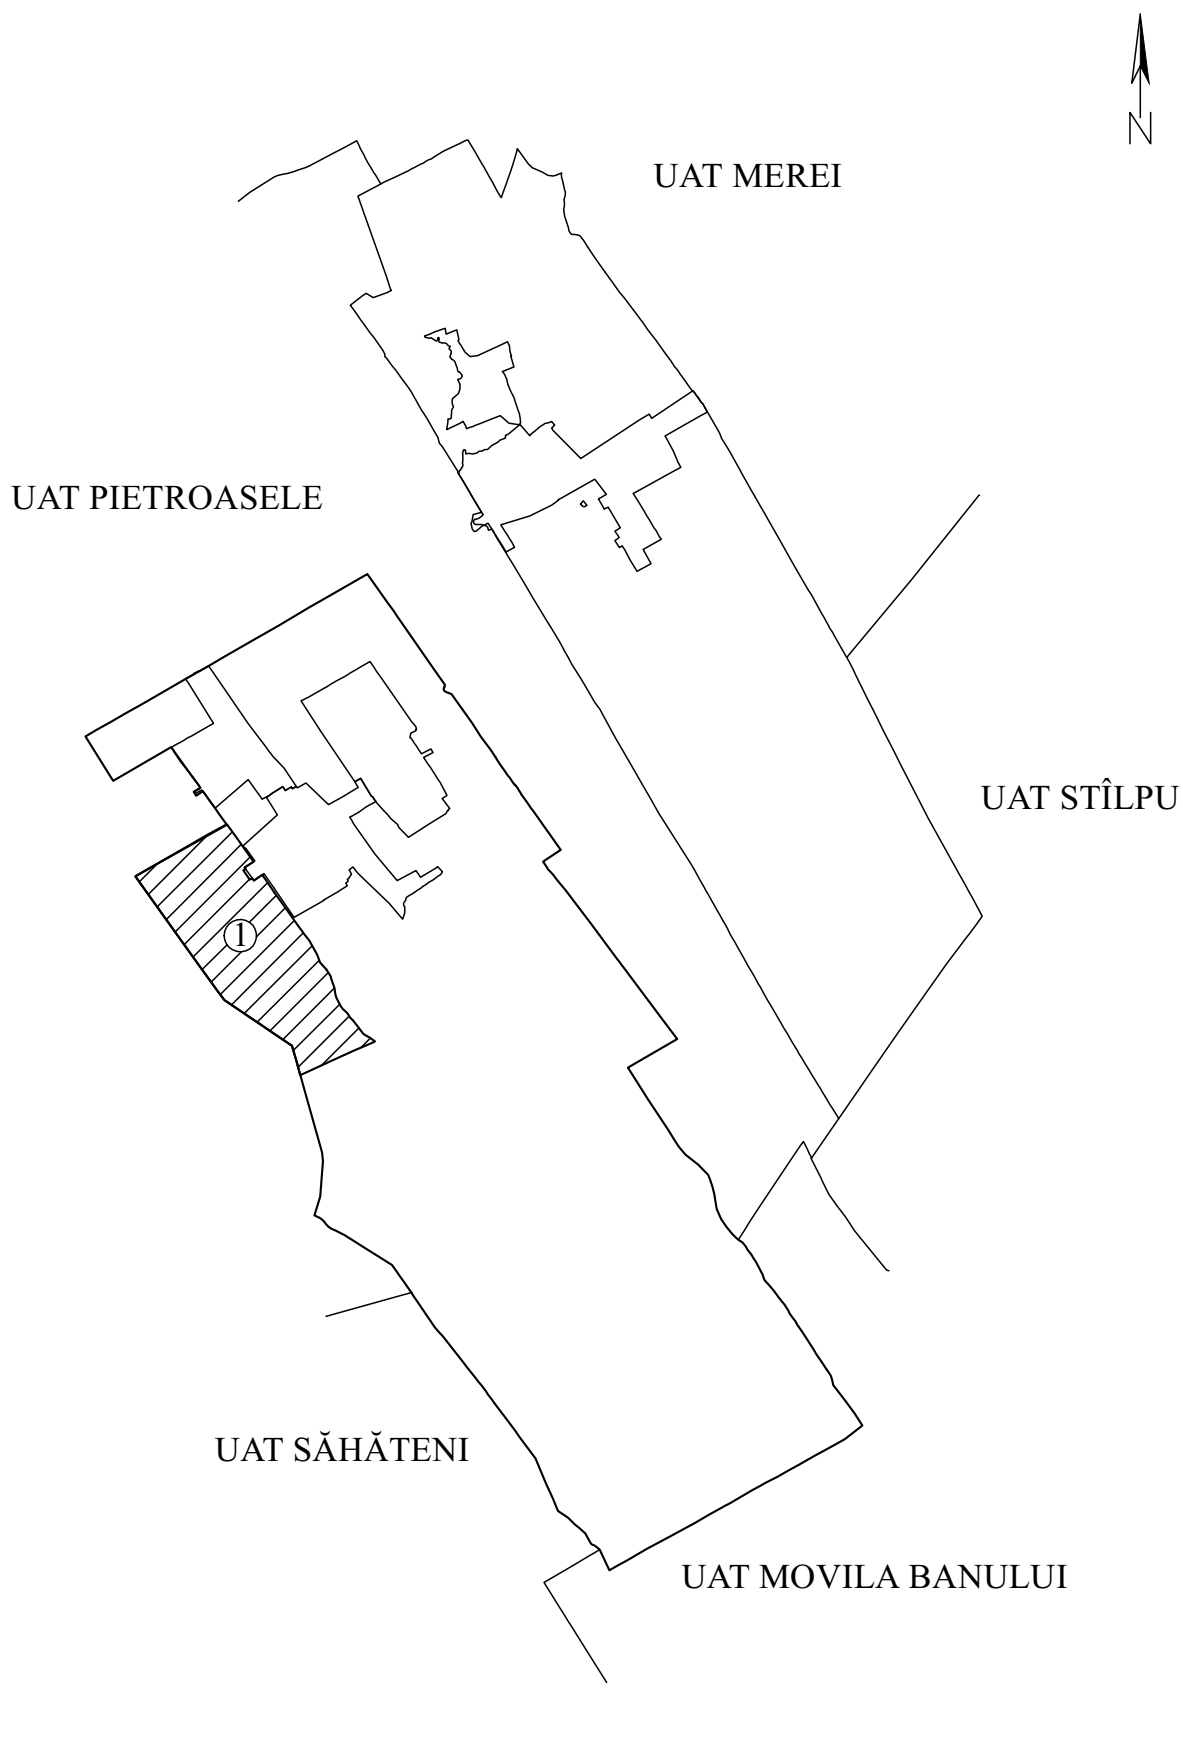 N
UAT MEREI
UAT PIETROASELE
UAT STÎLPU
1
UAT SĂHĂTENI
UAT MOVILA BANULUI